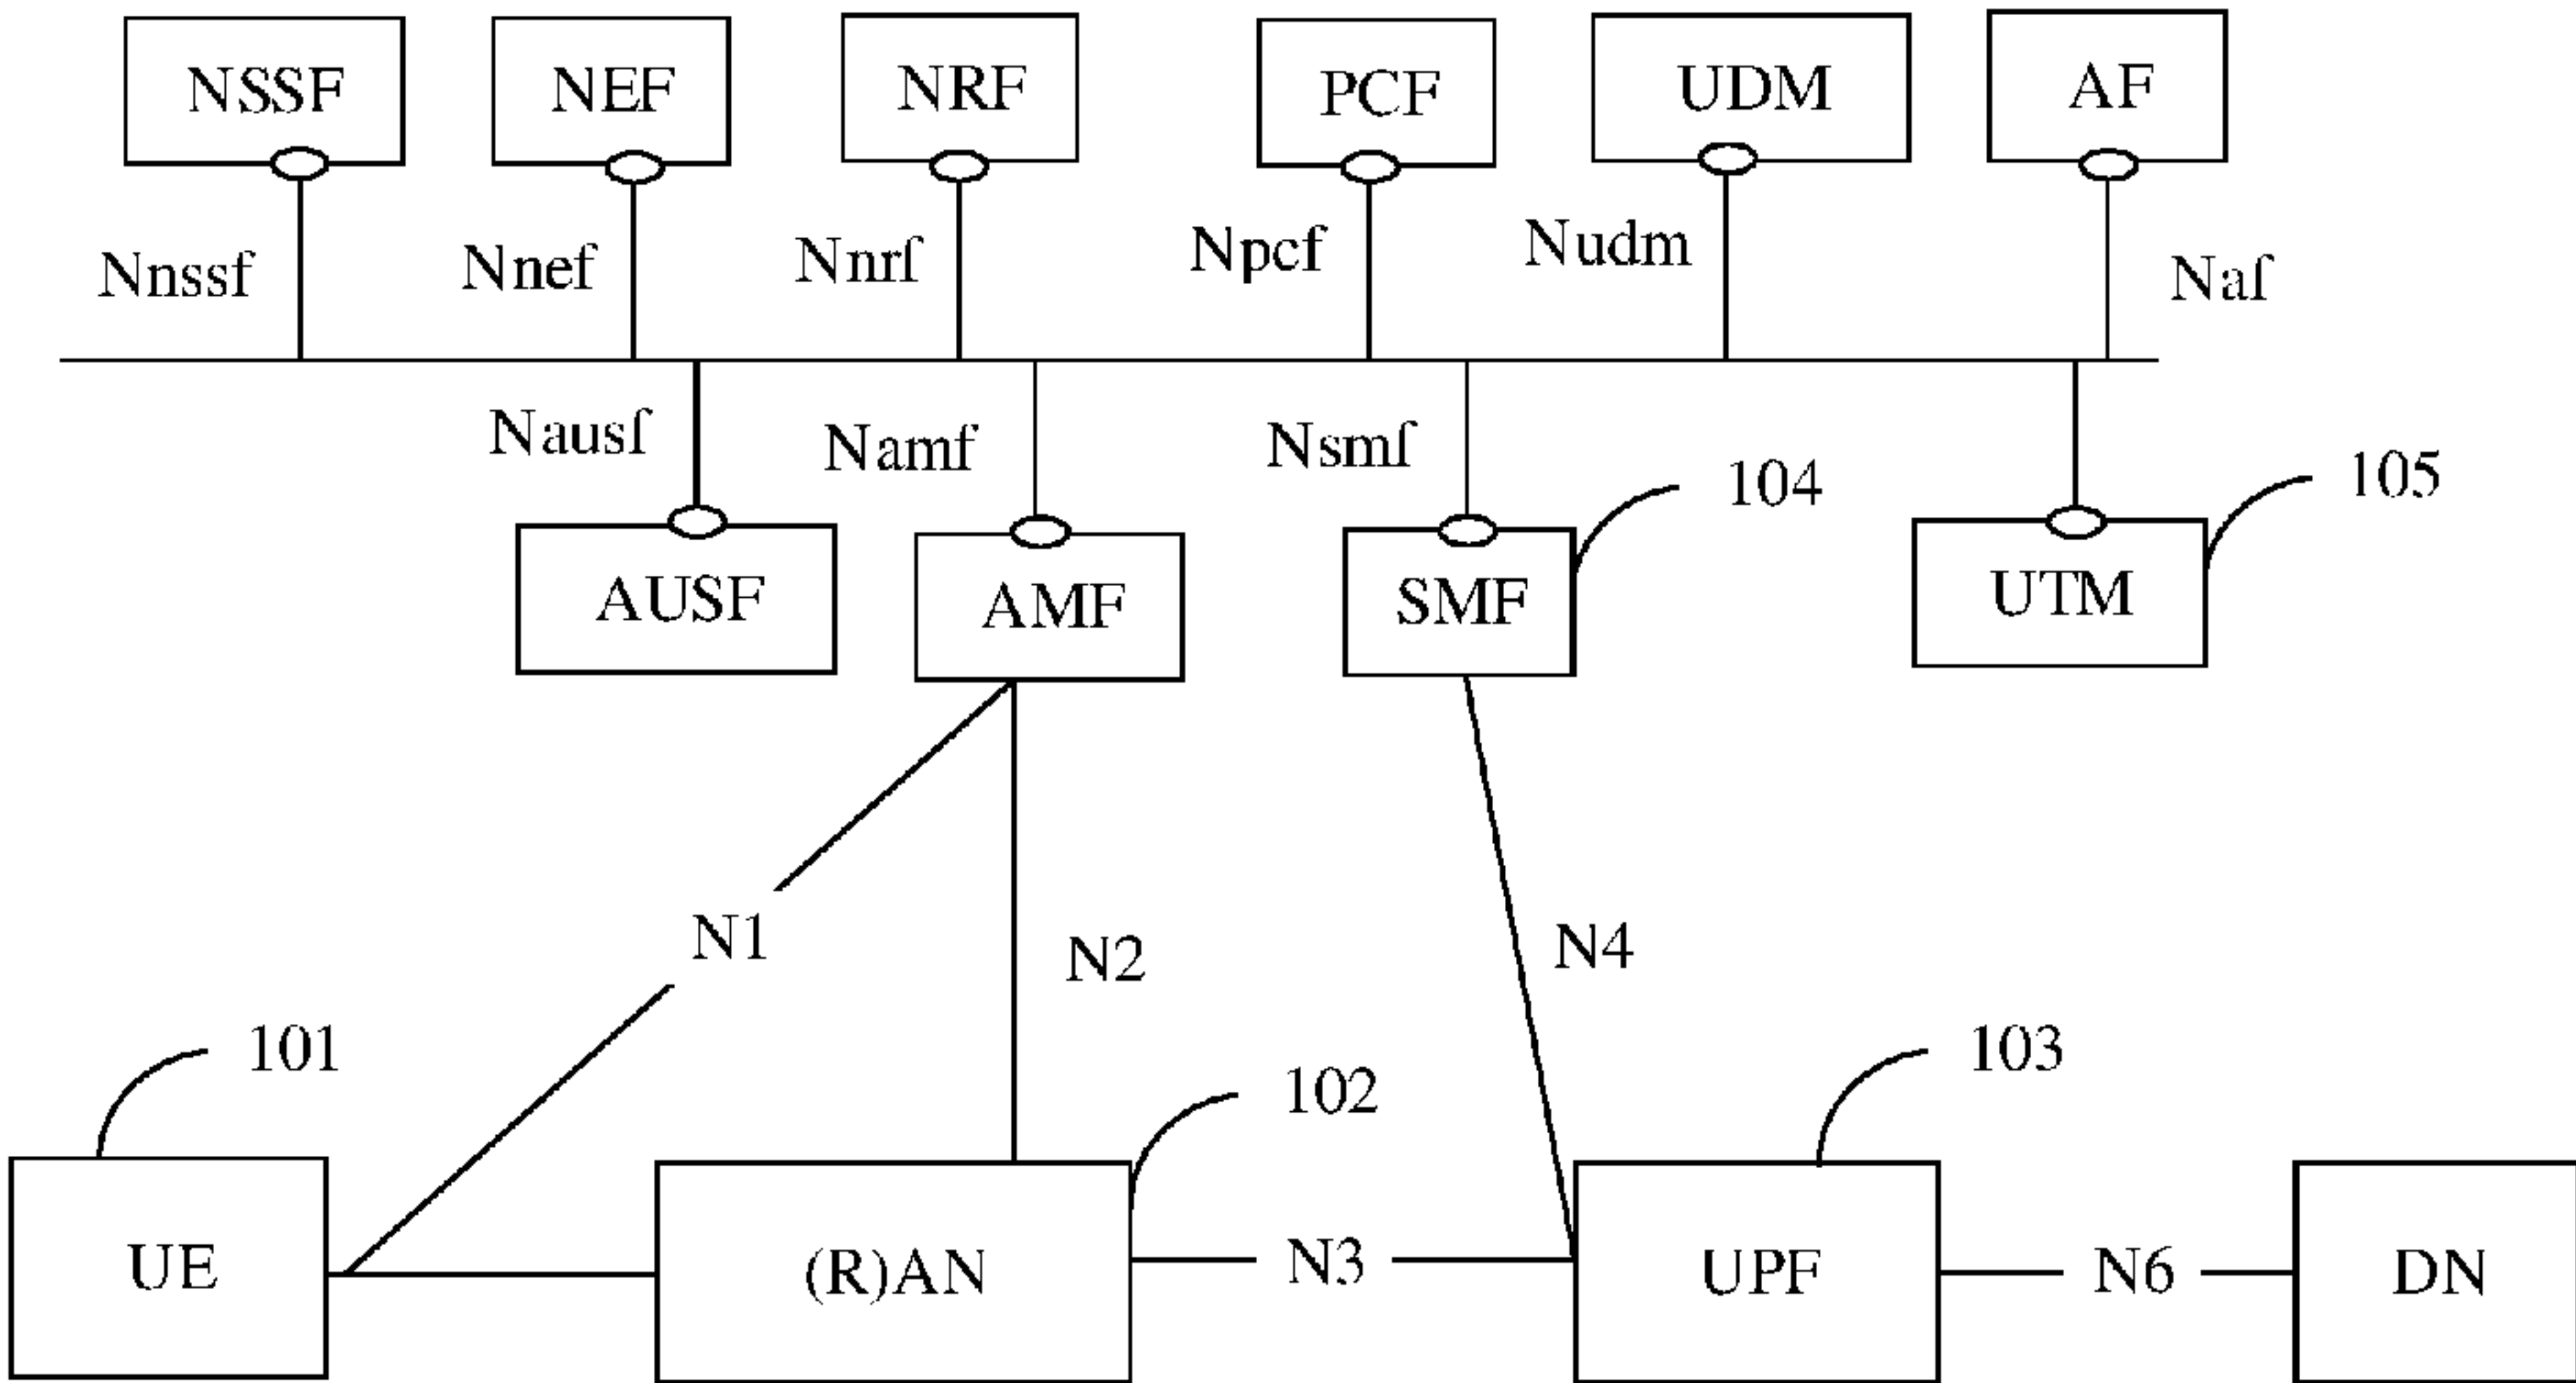 NSSF NEF NRF PCF UDM AF
Nnssf Nnef Nnrf Npcf Nudm Naf
Nausf Namf Nsmf 104 105
AUSF AMF SMF UTM
N1 N2 N4
101 102 103
UE (R)AN N3 UPF N6 DN